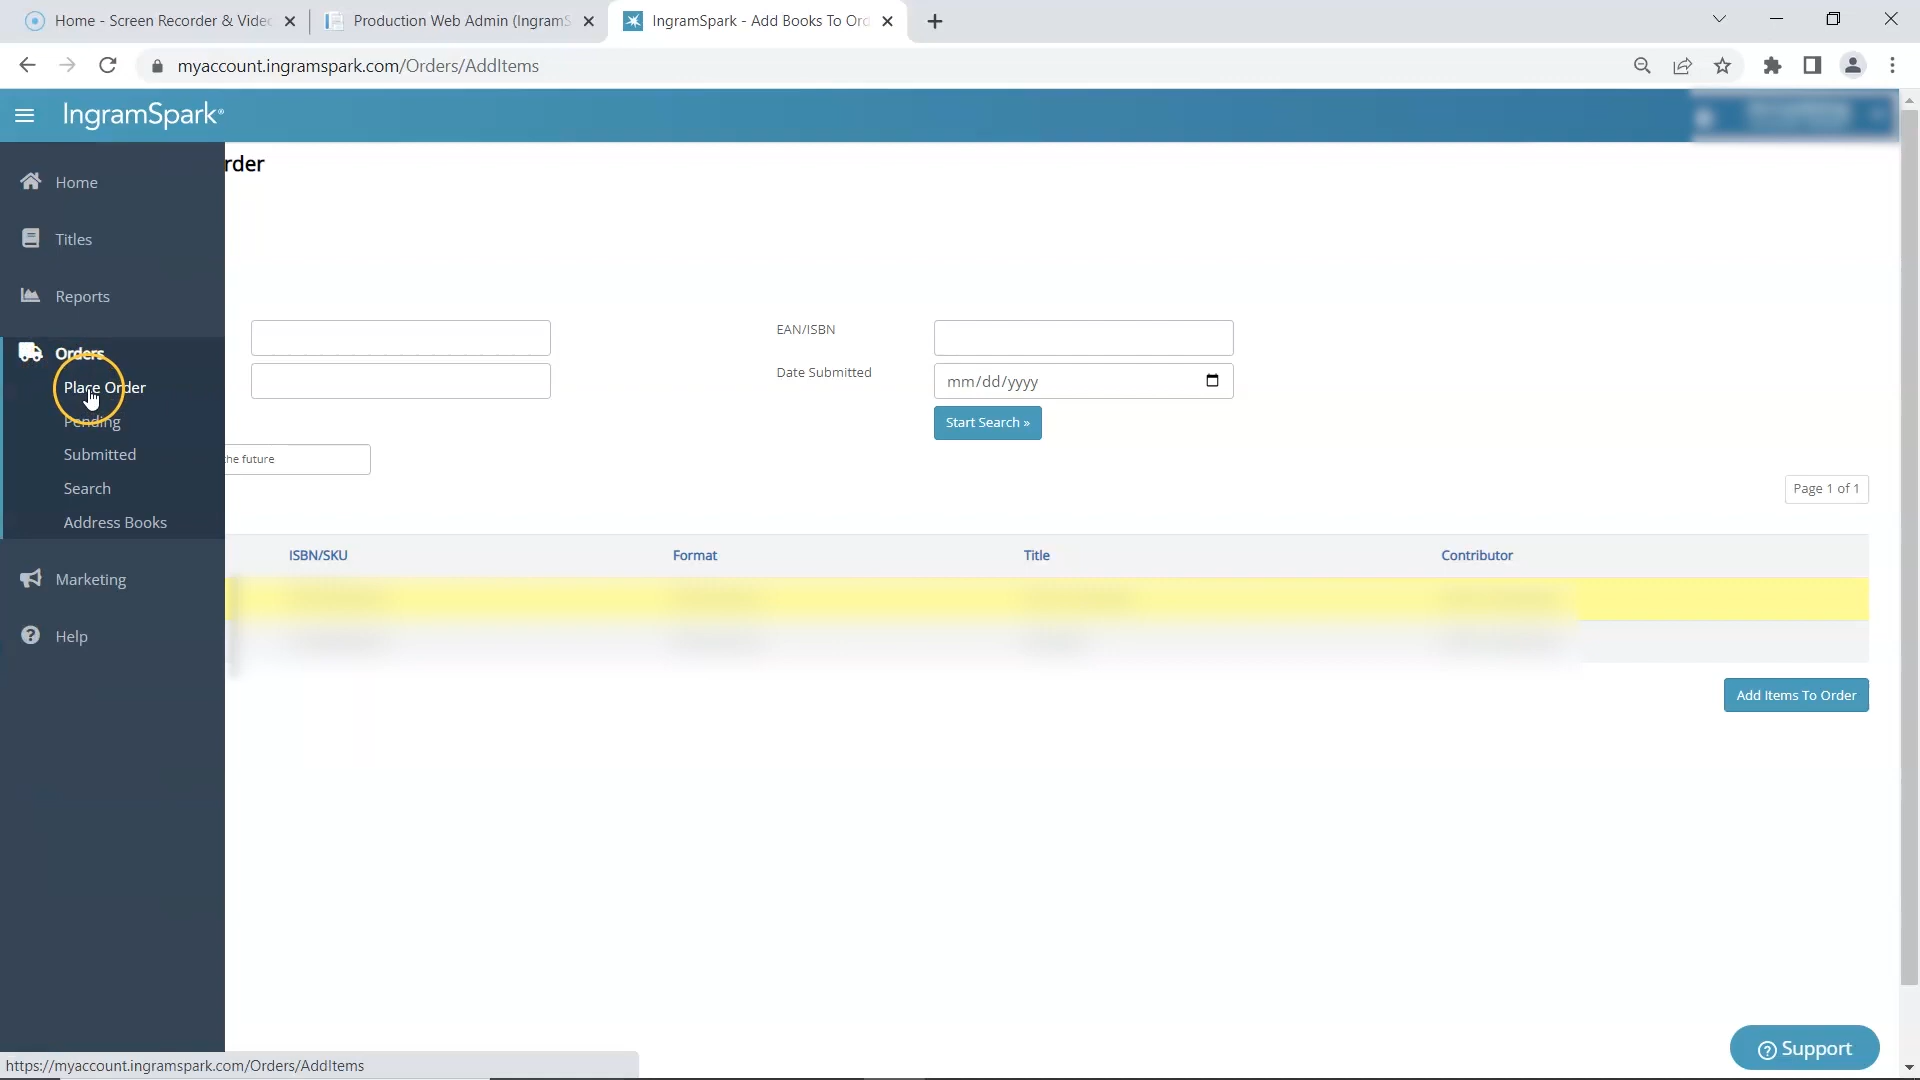 Home - Screen Recorder & Vide
Production Web Admin (IngramS
IngramSpark - Add Books To Ord
myaccount.ingramspark.com/Orders/AddItems
IngramSpark®
Home
Titles
Reports
Orders
Place Order
Pending
Submitted
Search
Address Books
Marketing
Help
rder
EAN/ISBN
Date Submitted
mm/dd/yyyy
Start Search »
the future
Page 1 of 1
ISBN/SKU Format Title Contributor
Add Items To Order
Support
https://myaccount.ingramspark.com/Orders/AddItems